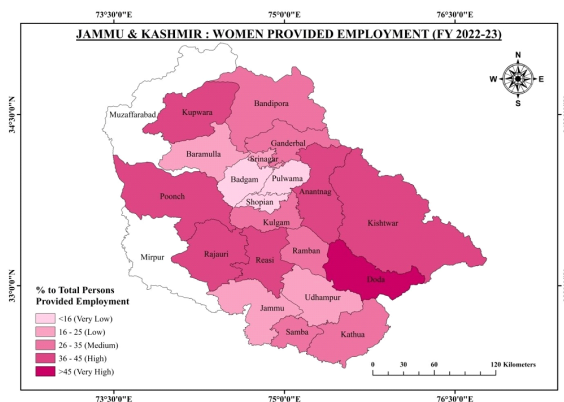 JAMMU & KASHMIR : WOMEN PROVIDED EMPLOYMENT (FY 2022-23)
73°30'0"E 75°0'0"E 76°30'0"E
N
W E
S
34°30'0"N
33°0'0"N
Muzaffarabad
Kupwara
Bandipora
Baramulla
Ganderbal
Srinagar
Badgam
Pulwama
Anantnag
Shopian
Poonch
Kulgam
Kishtwar
Mirpur
Rajauri
Reasi
Ramban
Doda
Udhampur
Jammu
Samba
Kathua
% to Total Persons
Provided Employment
<16 (Very Low)
16 - 25 (Low)
26 - 35 (Medium)
36 - 45 (High)
>45 (Very High)
0 30 60 120 Kilometers
73°30'0"E 75°0'0"E 76°30'0"E